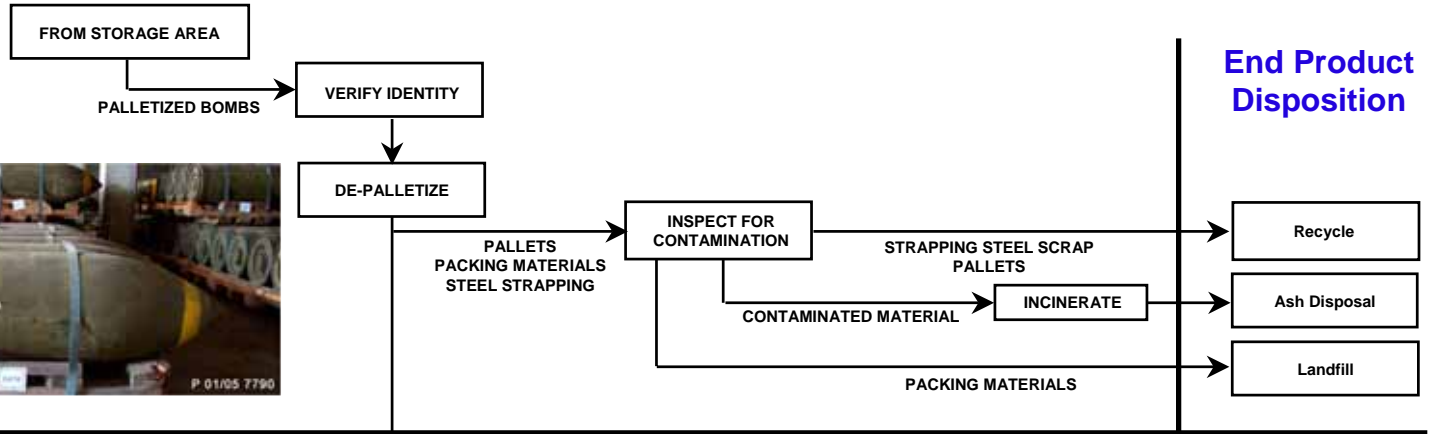 FROM STORAGE AREA
PALLETIZED BOMBS
VERIFY IDENTITY
End Product
Disposition
DE-PALLETIZE
PALLETS
PACKING MATERIALS
STEEL STRAPPING
INSPECT FOR
CONTAMINATION
STRAPPING STEEL SCRAP
PALLETS
Recycle
CONTAMINATED MATERIAL
INCINERATE
Ash Disposal
PACKING MATERIALS
Landfill
P 01/05 7790